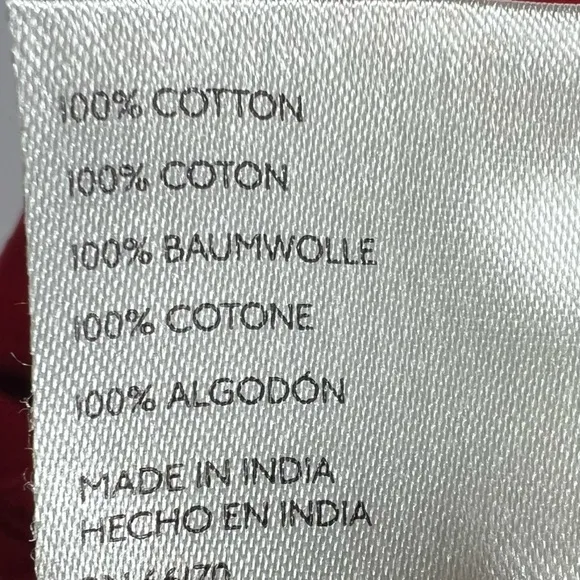 100% COTTON
100% COTON
100% BAUMWOLLE
100% COTONE
100% ALGODÓN
MADE IN INDIA
HECHO EN INDIA